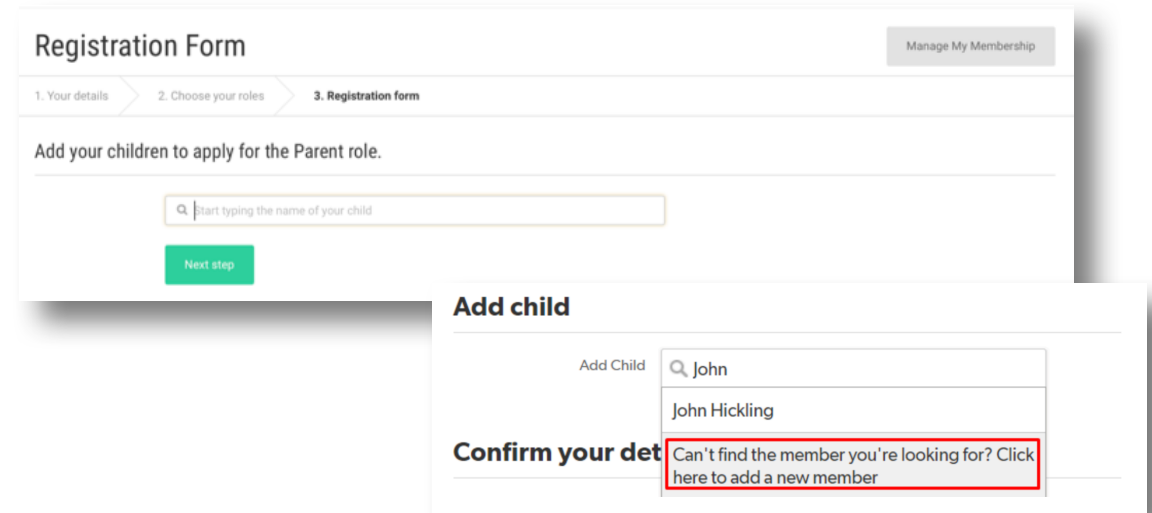 Registration Form
Manage My Membership
1. Your details
2. Choose your roles
3. Registration form
Add your children to apply for the Parent role.
Start typing the name of your child
Next step
Add child
Add Child
John
John Hickling
Confirm your det
Can't find the member you're looking for? Click
here to add a new member